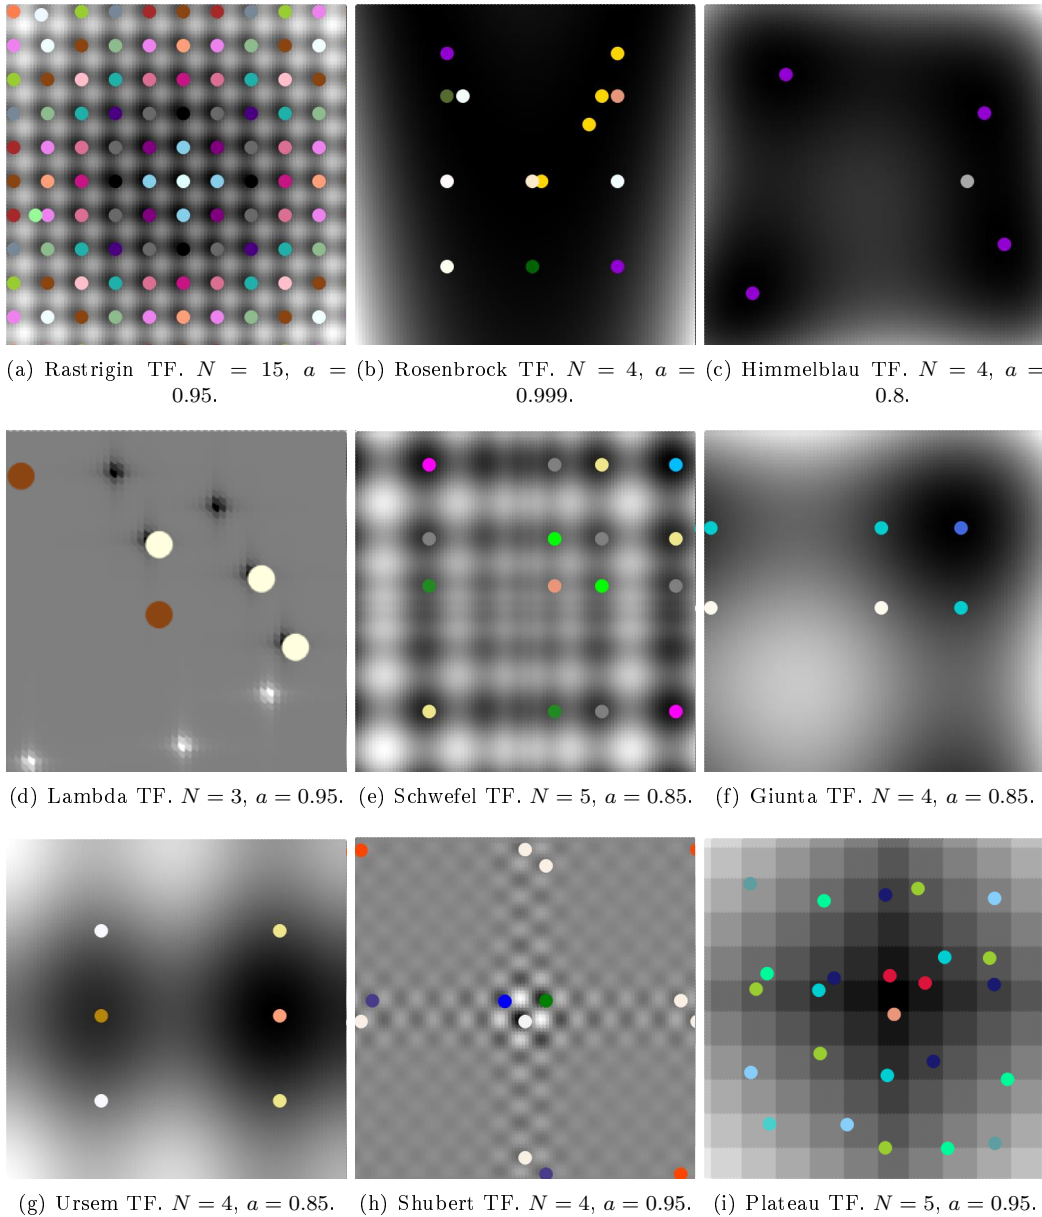 (a) Rastrigin TF. N = 15, a = 0.95.
(b) Rosenbrock TF. N = 4, a = 0.999.
(c) Himmelblau TF. N = 4, a = 0.8.
(d) Lambda TF. N = 3, a = 0.95.
(e) Schwefel TF. N = 5, a = 0.85.
(f) Giunta TF. N = 4, a = 0.85.
(g) Ursem TF. N = 4, a = 0.85.
(h) Shubert TF. N = 4, a = 0.95.
(i) Plateau TF. N = 5, a = 0.95.